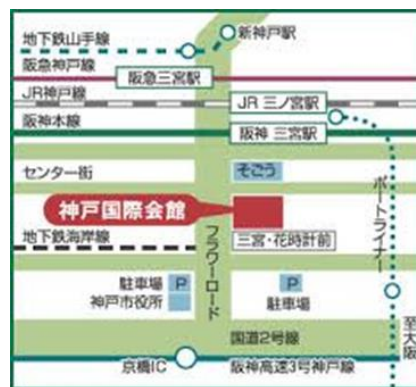 地下鉄山手線
新神戸駅
阪急神戸線
阪急三宮駅
JR神戸線
JR 三ノ宮駅
阪神本線
阪神 三宮駅
センター街
そごう
神戸国際会館
ポートライナー
地下鉄海岸線
フラワーロード
三宮・花時計前
駐車場 P
神戸市役所
P
駐車場
国道2号線
至大阪
京橋IC
阪神高速3号神戸線